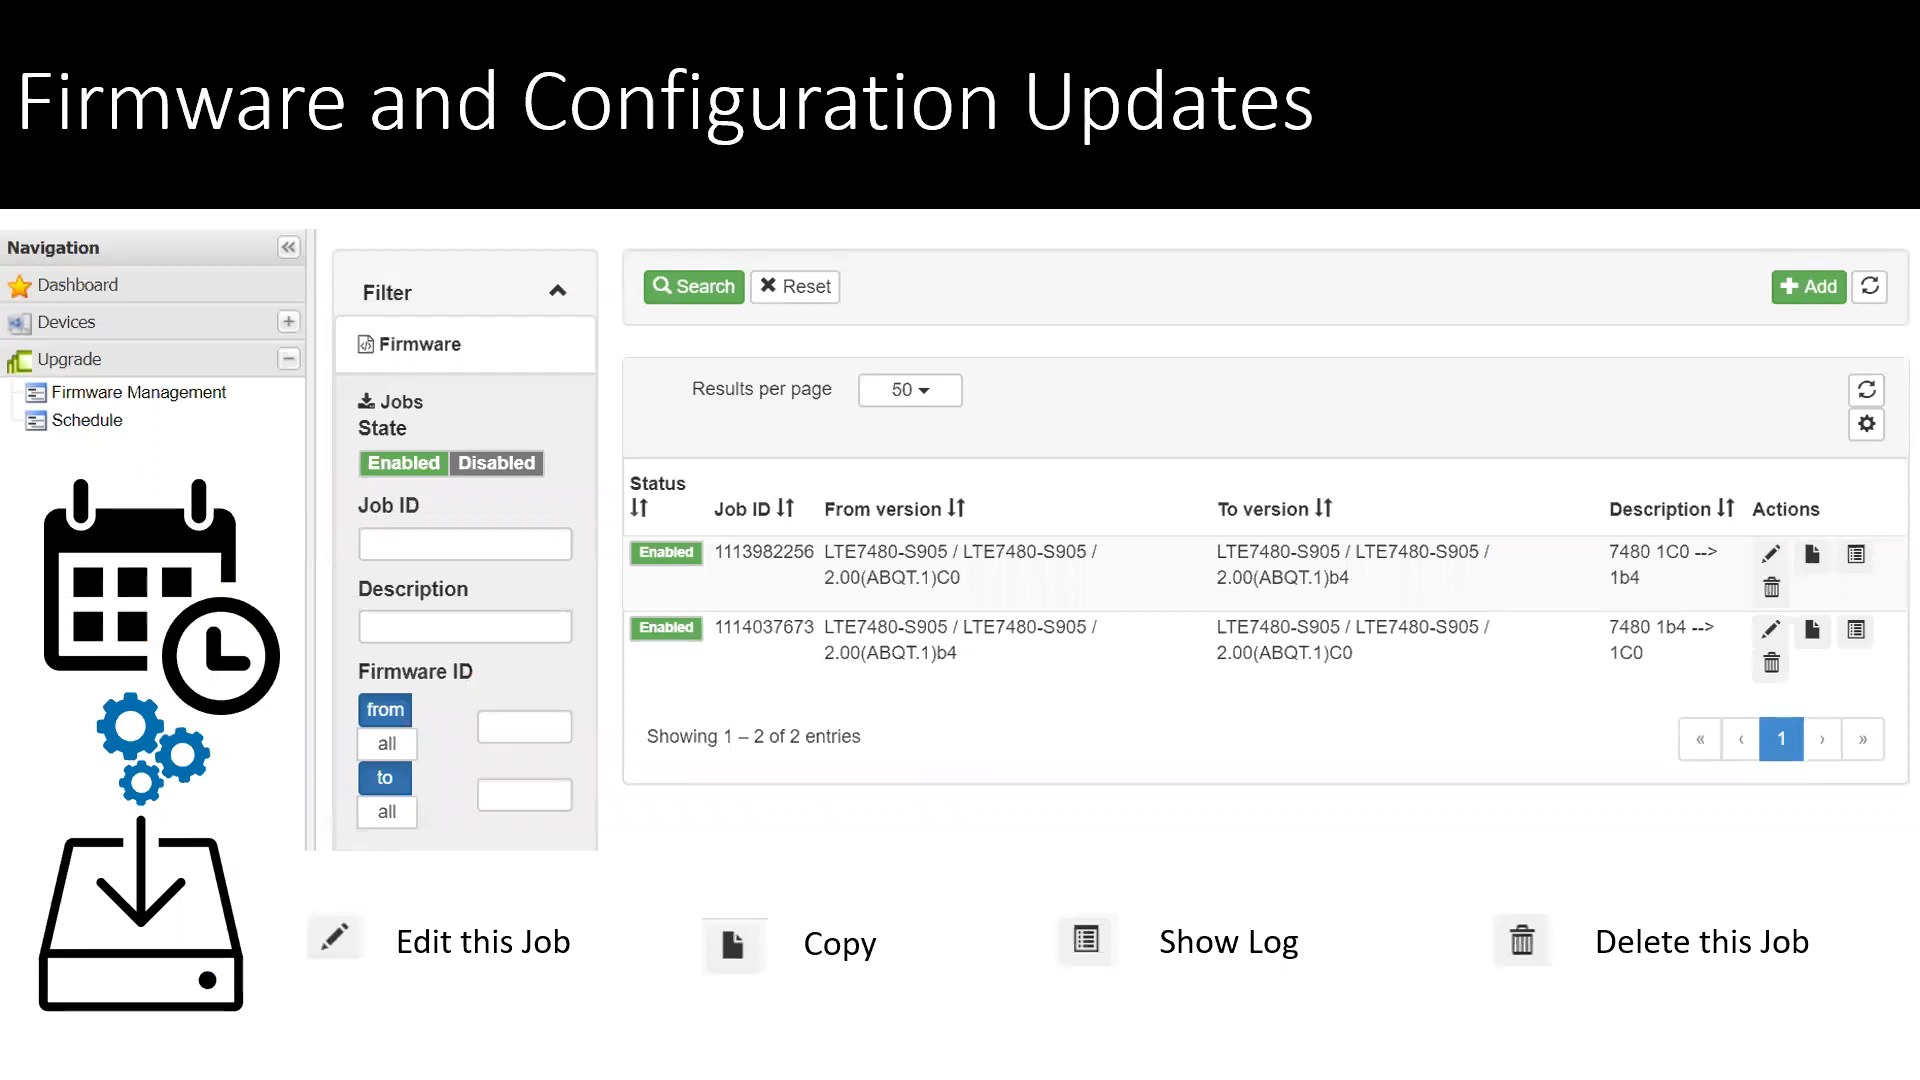 Firmware and Configuration Updates
Navigation
Dashboard
Devices
Upgrade
Firmware Management
Schedule
Filter
Firmware
Jobs
State
Enabled Disabled
Job ID
Description
Firmware ID
from
all
to
all
Search Reset
Add
Results per page 50
Status
Job ID From version To version Description Actions
Enabled 1113982256 LTE7480-S905 / LTE7480-S905 / LTE7480-S905 / LTE7480-S905 / 7480 1C0 -->
2.00(ABQT.1)C0 2.00(ABQT.1)b4 1b4
Enabled 1114037673 LTE7480-S905 / LTE7480-S905 / LTE7480-S905 / LTE7480-S905 / 7480 1b4 -->
2.00(ABQT.1)b4 2.00(ABQT.1)C0 1C0
Showing 1 – 2 of 2 entries
« ‹ 1 › »
Edit this Job
Copy
Show Log
Delete this Job